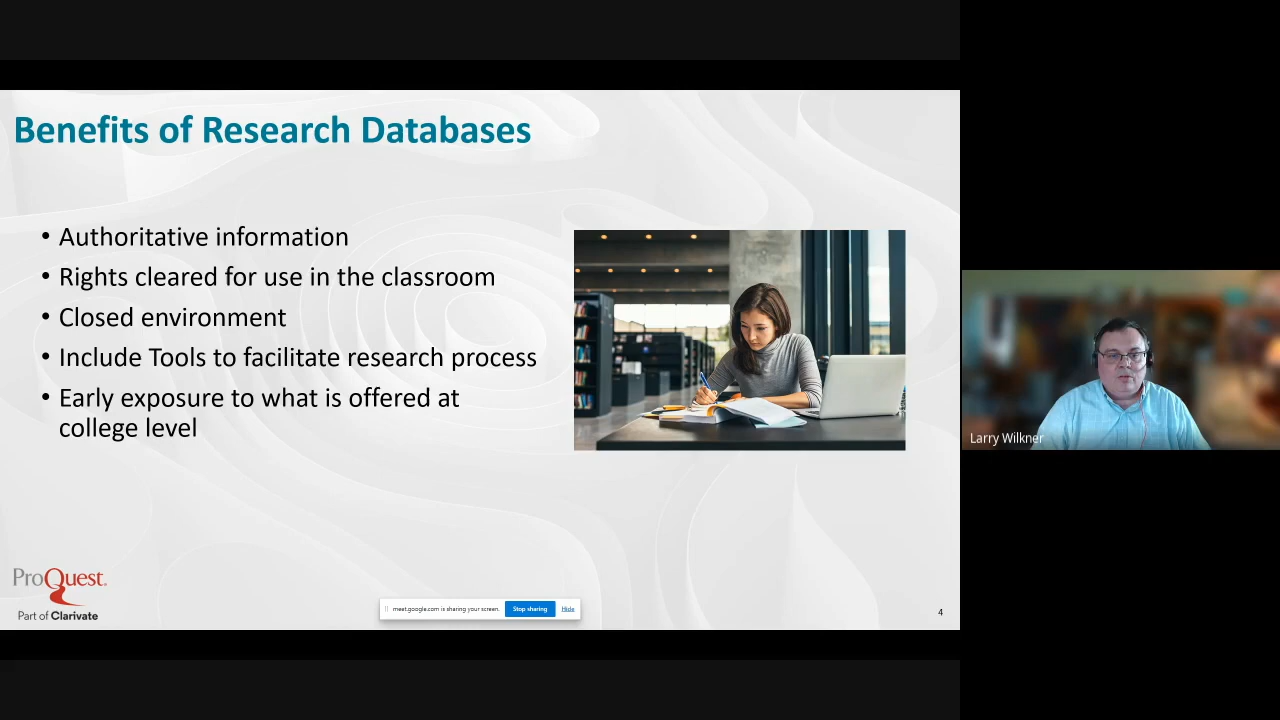 Benefits of Research Databases
• Authoritative information
• Rights cleared for use in the classroom
• Closed environment
• Include Tools to facilitate research process
• Early exposure to what is offered at
college level
Larry Wilkner
ProQuest.
Part of Clarivate
meet.google.com is sharing your screen.
Stop sharing
Hide
4